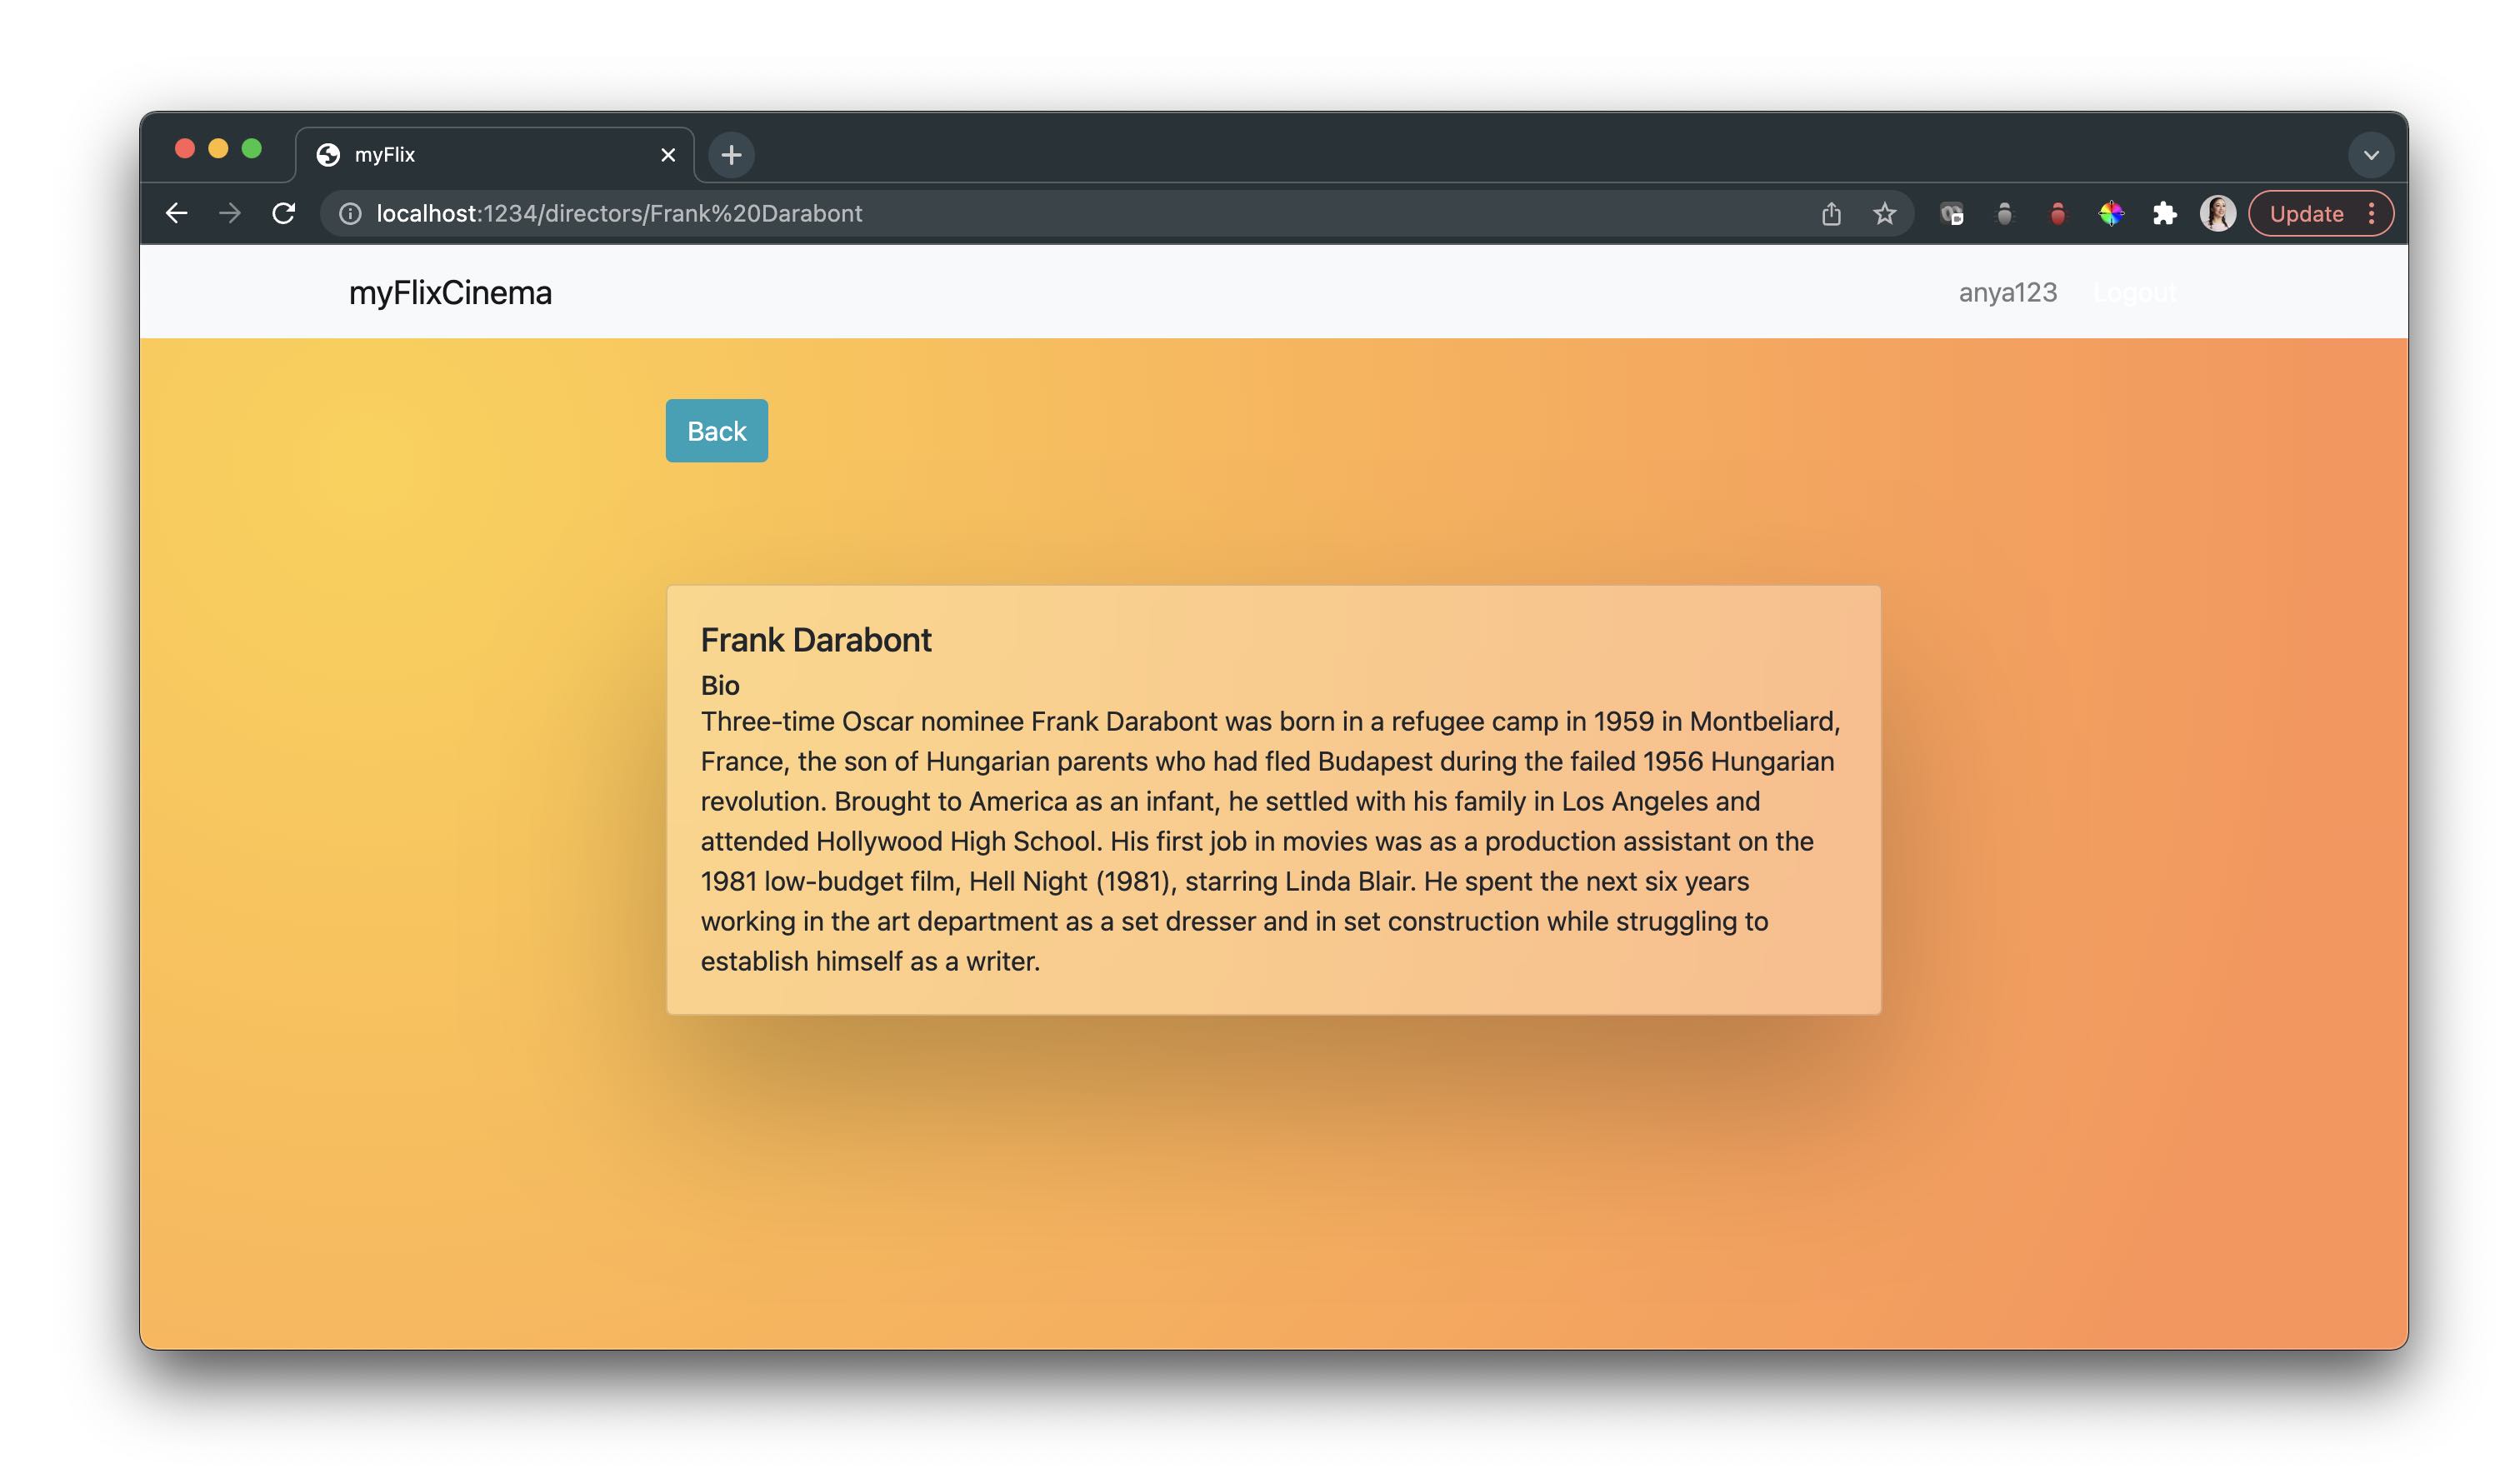 myFlix
localhost:1234/directors/Frank%20Darabont
Update
myFlixCinema
anya123
Logout
Back
Frank Darabont
Bio
Three-time Oscar nominee Frank Darabont was born in a refugee camp in 1959 in Montbeliard,
France, the son of Hungarian parents who had fled Budapest during the failed 1956 Hungarian
revolution. Brought to America as an infant, he settled with his family in Los Angeles and
attended Hollywood High School. His first job in movies was as a production assistant on the
1981 low-budget film, Hell Night (1981), starring Linda Blair. He spent the next six years
working in the art department as a set dresser and in set construction while struggling to
establish himself as a writer.